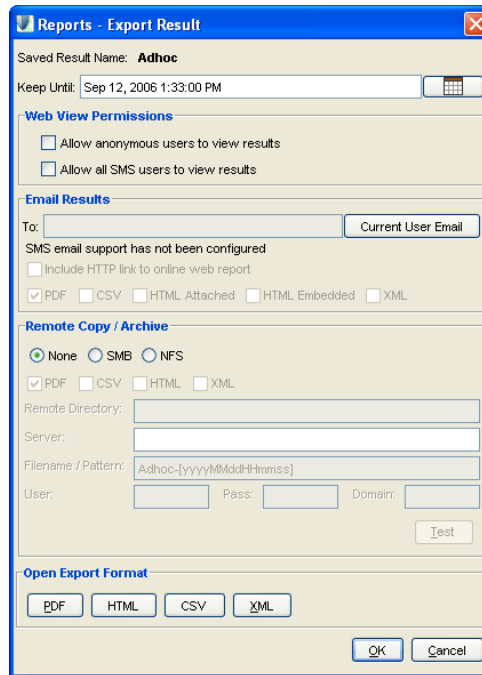 Reports - Export Result
Saved Result Name: Adhoc
Keep Until: Sep 12, 2006 1:33:00 PM
Web View Permissions
Allow anonymous users to view results
Allow all SMS users to view results
Email Results
To: Current User Email
SMS email support has not been configured
Include HTTP link to online web report
PDF CSV HTML Attached HTML Embedded XML
Remote Copy / Archive
None SMB NFS
PDF CSV HTML XML
Remote Directory:
Server:
Filename / Pattern: Adhoc-[yyyyMMddHHmmss]
User: Pass: Domain:
Test
Open Export Format
PDF HTML CSV XML
OK Cancel